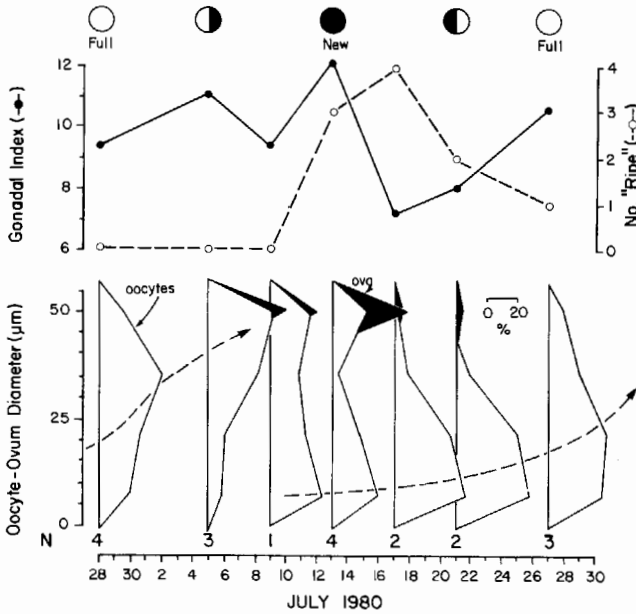 Full New Full
12
10
8
6
Gonadal Index (-●-)
4
3
2
1
0
No. "Ripe" (-○-)
oocytes
ova
0 20
%
50
25
0
Oocyte-Ovum Diameter (μm)
N 4 3 1 4 2 2 3
28 30 2 4 6 8 10 12 14 16 18 20 22 24 26 28 30
JULY 1980